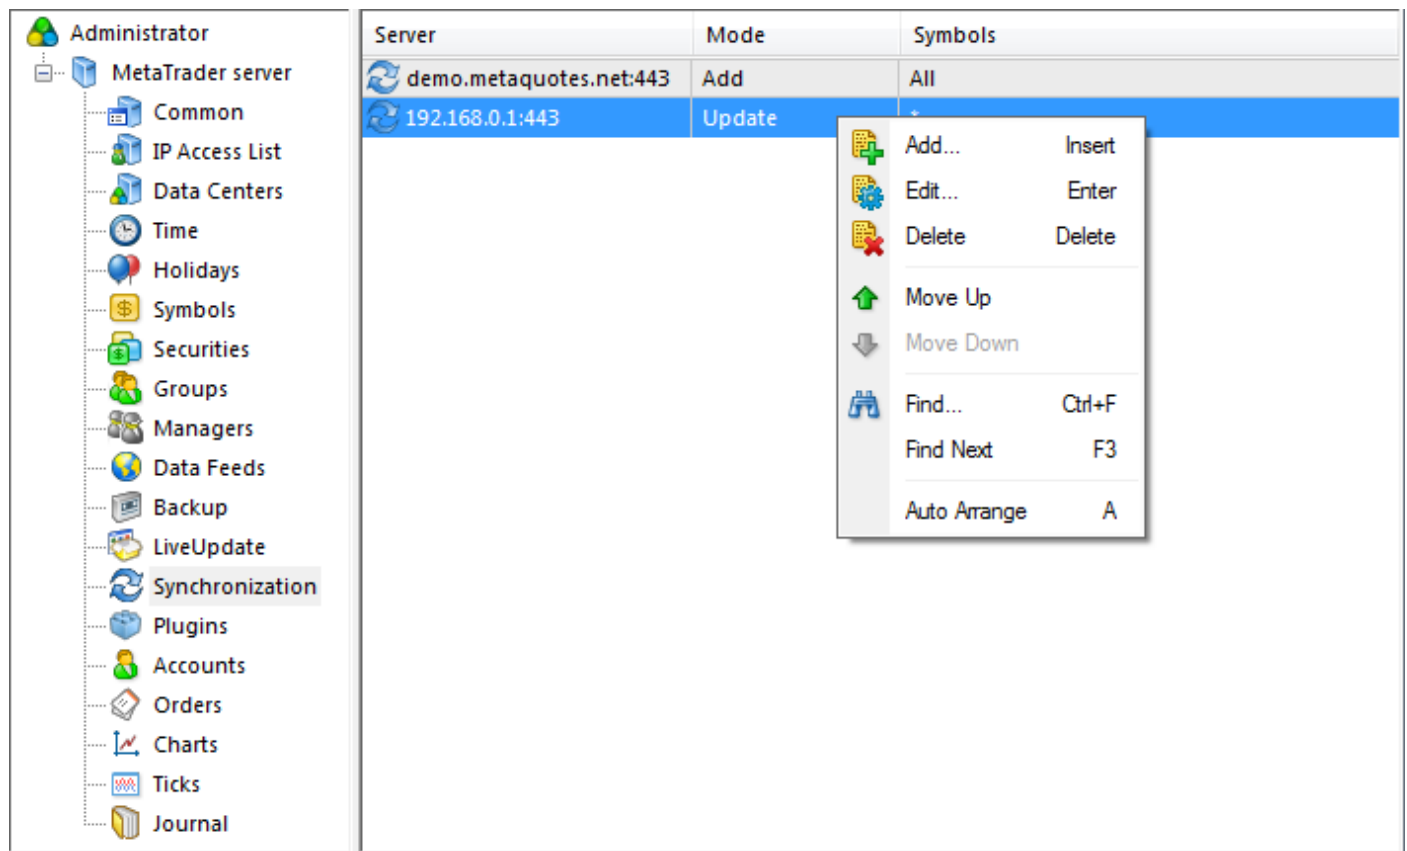 Administrator
MetaTrader server
Common
IP Access List
Data Centers
Time
Holidays
Symbols
Securities
Groups
Managers
Data Feeds
Backup
LiveUpdate
Synchronization
Plugins
Accounts
Orders
Charts
Ticks
Journal
Server Mode Symbols
demo.metaquotes.net:443 Add All
192.168.0.1:443 Update *
Add... Insert
Edit... Enter
Delete Delete
Move Up
Move Down
Find... Ctrl+F
Find Next F3
Auto Arrange A